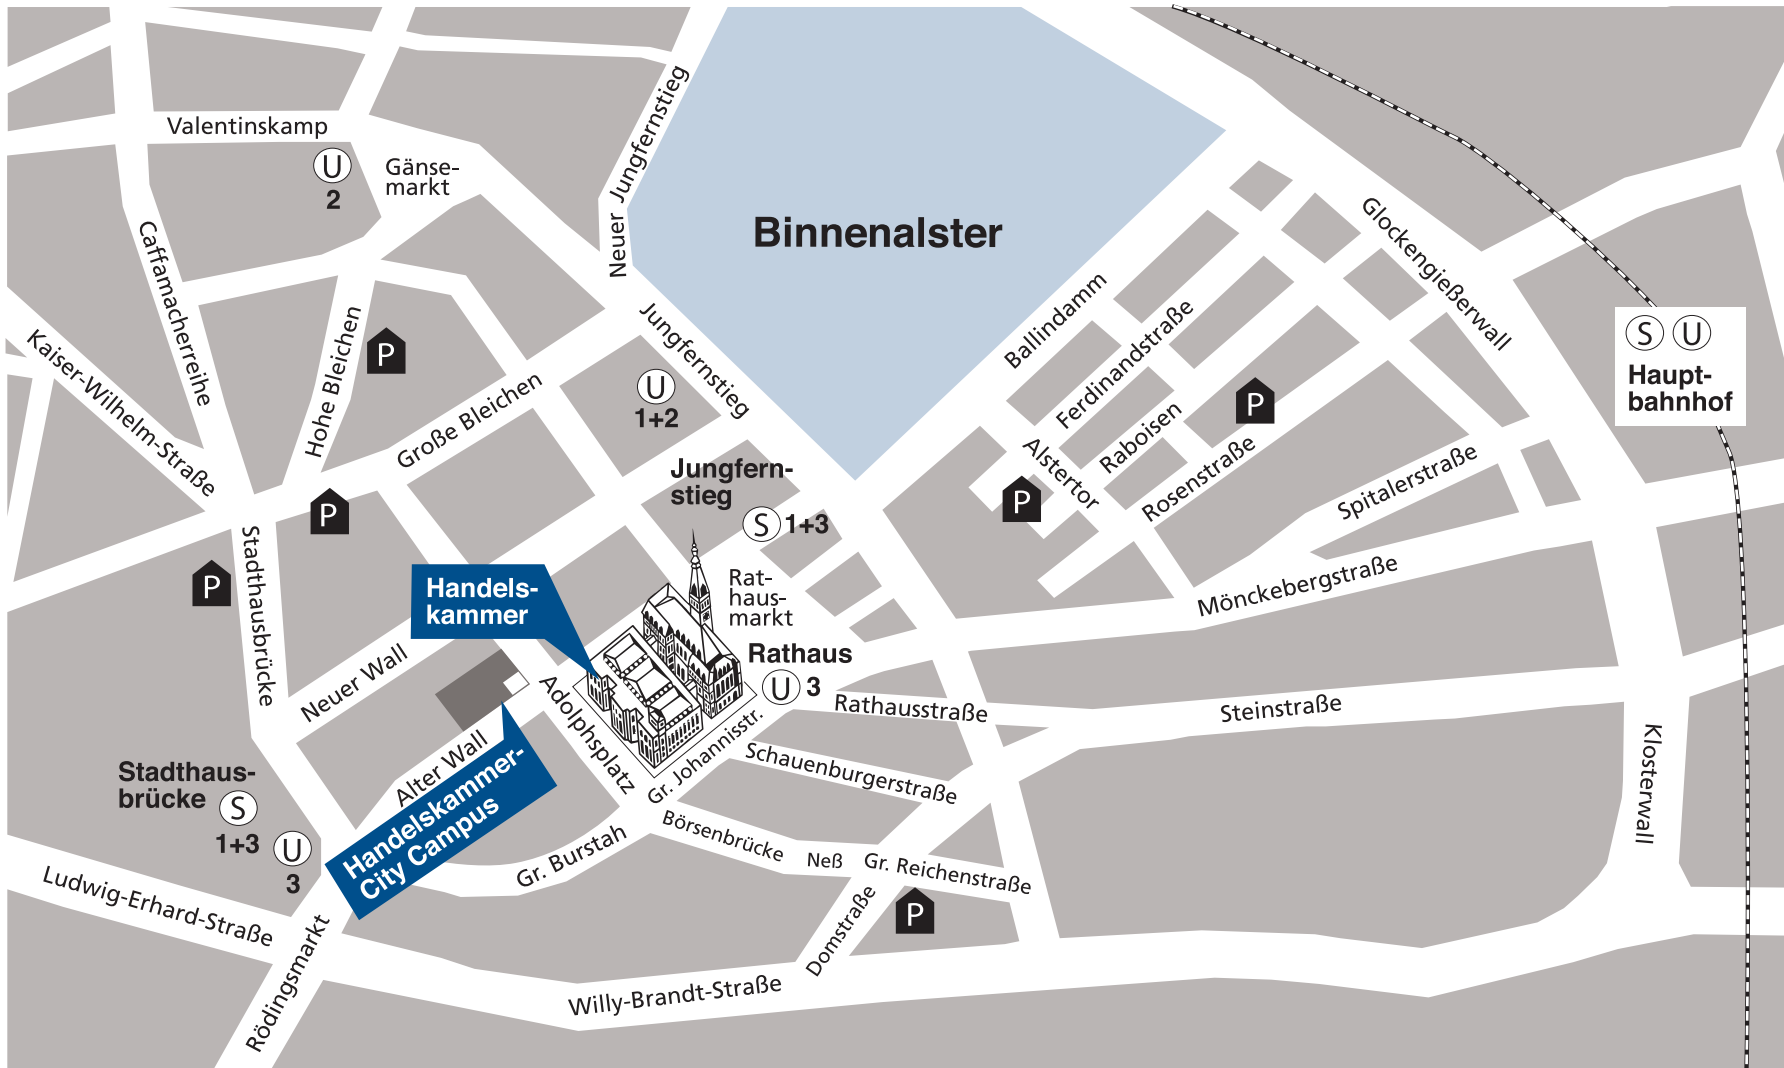 Valentinskamp
U
2
Gänse-
markt
Neuer Jungfernstieg
Binnenalster
Glockengießerwall
Caffamacherreihe
Kaiser-Wilhelm-Straße
Hohe Bleichen
P
Große Bleichen
Jungfernstieg
U
1+2
Ballindamm
Ferdinandstraße
Raboisen
Alstertor
Rosenstraße
P
P
Spitalerstraße
Mönckebergstraße
S U
Haupt-
bahnhof
Jungfern-
stieg
S 1+3
P
P
Stadthausbrücke
Handels-
kammer
Rat-
haus-
markt
Rathaus
U 3
Neuer Wall
Adolphsplatz
Rathausstraße
Steinstraße
Gr. Johannisstr.
Schauenburgerstraße
Alter Wall
Handelskammer-
City Campus
Stadthaus-
brücke S
1+3 U
3
Klosterwall
Börsenbrücke
Neß
Gr. Reichenstraße
Gr. Burstah
P
Domstraße
Ludwig-Erhard-Straße
Rödingsmarkt
Willy-Brandt-Straße